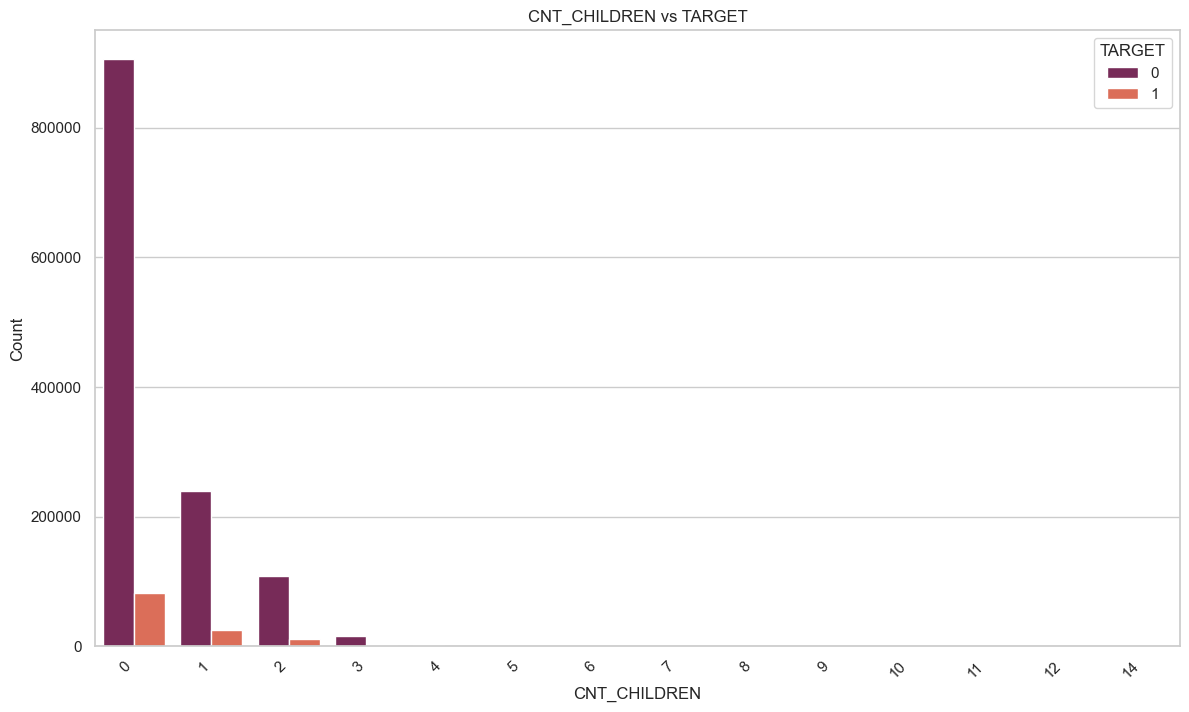 CNT_CHILDREN vs TARGET
TARGET
0
1
800000
600000
400000
200000
0
Count
0 1 2 3 4 5 6 7 8 9 10 11 12 14
CNT_CHILDREN